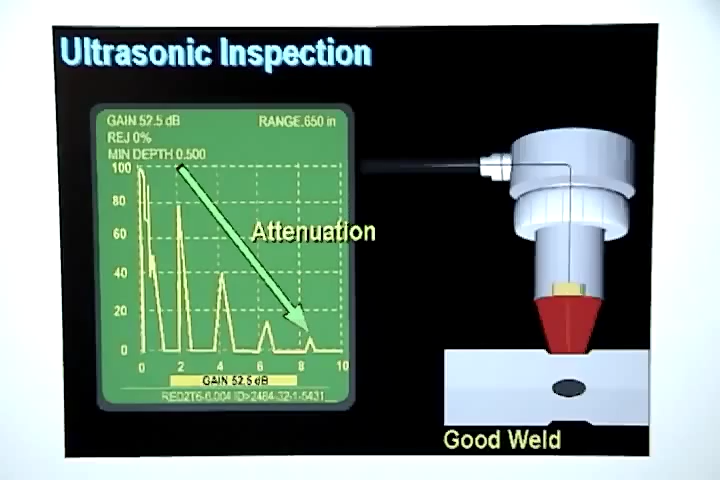 Ultrasonic Inspection
GAIN 52.5 dB
RANGE.650 in
REJ 0%
MIN DEPTH 0.500
100
80
60
40
20
0
Attenuation
0 2 4 6 8 10
GAIN 52.5 dB
Good Weld